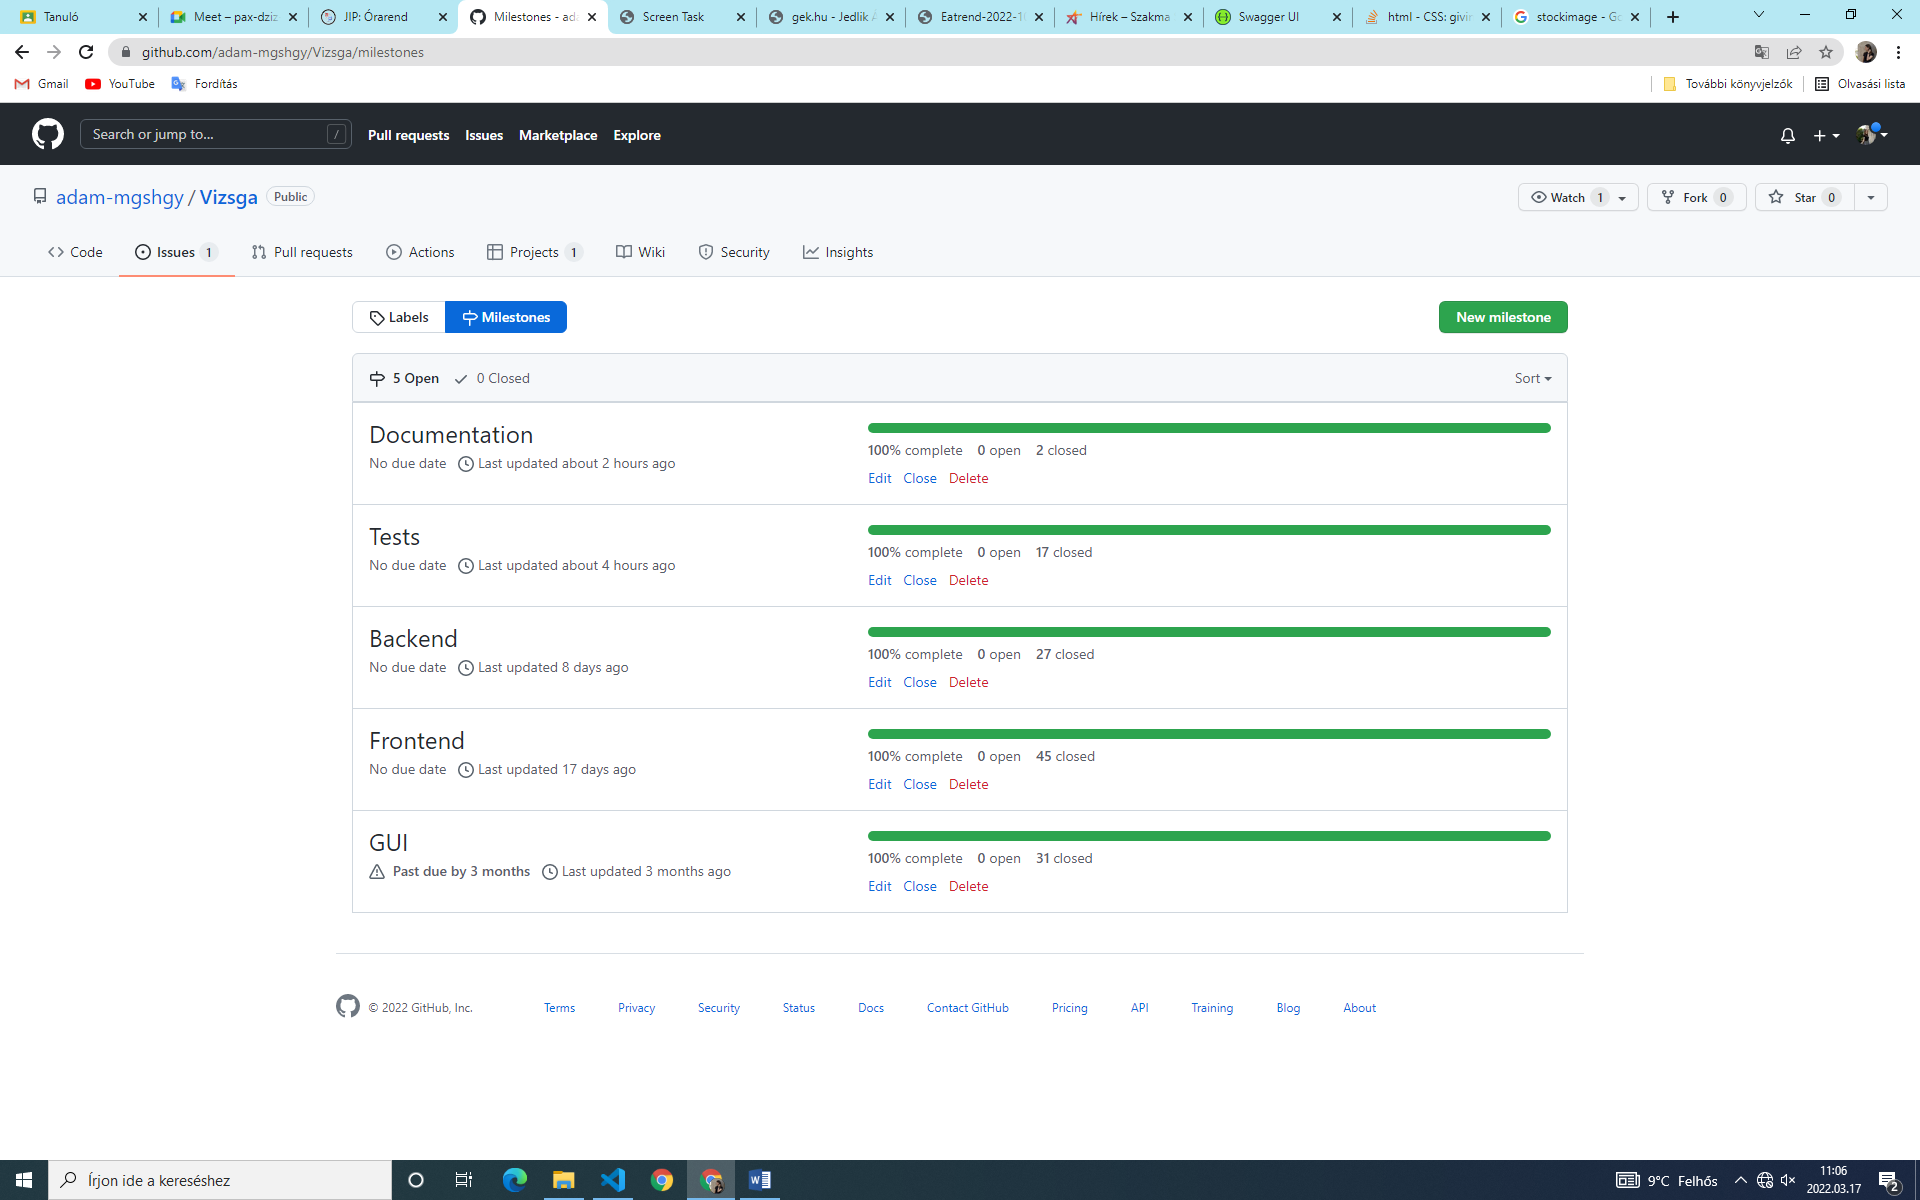 Tanuló
Meet – pax-dziz
JIP: Órarend
Milestones - ada
Screen Task
gek.hu - Jedlik Á
Eatrend-2022-1
Hírek – Szakma
Swagger UI
html - CSS: givin
stockimage - Go
github.com/adam-mgshgy/Vizsga/milestones
Gmail YouTube Fordítás További könyvjelzők Olvasási lista
Search or jump to... / Pull requests Issues Marketplace Explore
adam-mgshgy / Vizsga Public Watch 1 Fork 0 Star 0
Code Issues 1 Pull requests Actions Projects 1 Wiki Security Insights
Labels Milestones New milestone
5 Open 0 Closed Sort
Documentation
No due date Last updated about 2 hours ago
100% complete 0 open 2 closed
Edit Close Delete
Tests
No due date Last updated about 4 hours ago
100% complete 0 open 17 closed
Edit Close Delete
Backend
No due date Last updated 8 days ago
100% complete 0 open 27 closed
Edit Close Delete
Frontend
No due date Last updated 17 days ago
100% complete 0 open 45 closed
Edit Close Delete
GUI
Past due by 3 months Last updated 3 months ago
100% complete 0 open 31 closed
Edit Close Delete
© 2022 GitHub, Inc. Terms Privacy Security Status Docs Contact GitHub Pricing API Training Blog About
Írjon ide a kereséshez
9°C Felhős
11:06
2022.03.17
2